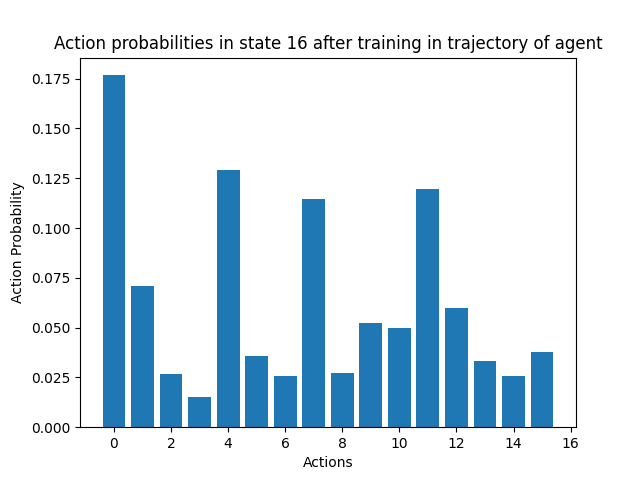 Action probabilities in state 16 after training in trajectory of agent
0.175
0.150
0.125
0.100
0.075
0.050
0.025
0.000
Action Probability
0 2 4 6 8 10 12 14 16
Actions